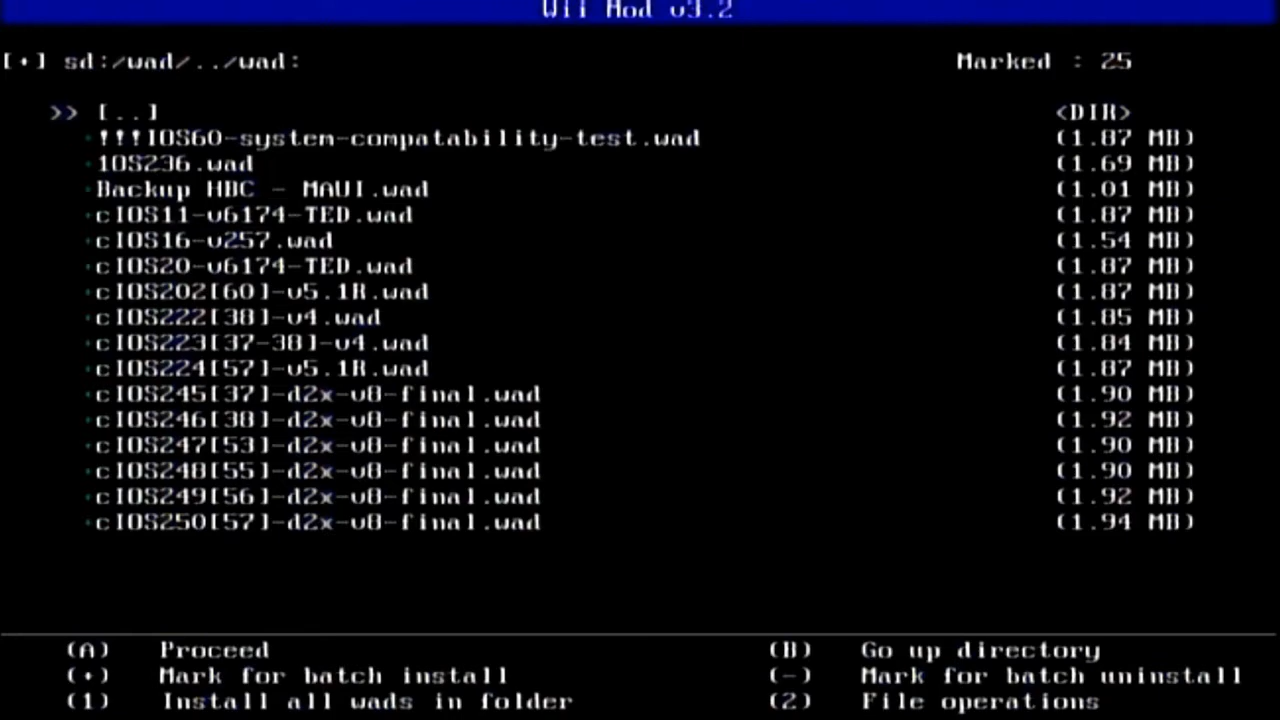 Wii Mod v3.2
[+] sd:/wad/../wad: Marked : 25
>> [..] <DIR>
!!!IOS60-system-compatability-test.wad (1.87 MB)
IOS236.wad (1.69 MB)
Backup HBC - MAUI.wad (1.01 MB)
cIOS11-v6174-TED.wad (1.87 MB)
cIOS16-v257.wad (1.54 MB)
cIOS20-v6174-TED.wad (1.87 MB)
cIOS202[60]-v5.1R.wad (1.87 MB)
cIOS222[38]-v4.wad (1.85 MB)
cIOS223[37-38]-v4.wad (1.84 MB)
cIOS224[57]-v5.1R.wad (1.87 MB)
cIOS245[37]-d2x-v8-final.wad (1.90 MB)
cIOS246[38]-d2x-v8-final.wad (1.92 MB)
cIOS247[53]-d2x-v8-final.wad (1.90 MB)
cIOS248[55]-d2x-v8-final.wad (1.90 MB)
cIOS249[56]-d2x-v8-final.wad (1.92 MB)
cIOS250[57]-d2x-v8-final.wad (1.94 MB)
(A) Proceed (B) Go up directory
(+) Mark for batch install (-) Mark for batch uninstall
(1) Install all wads in folder (2) File operations